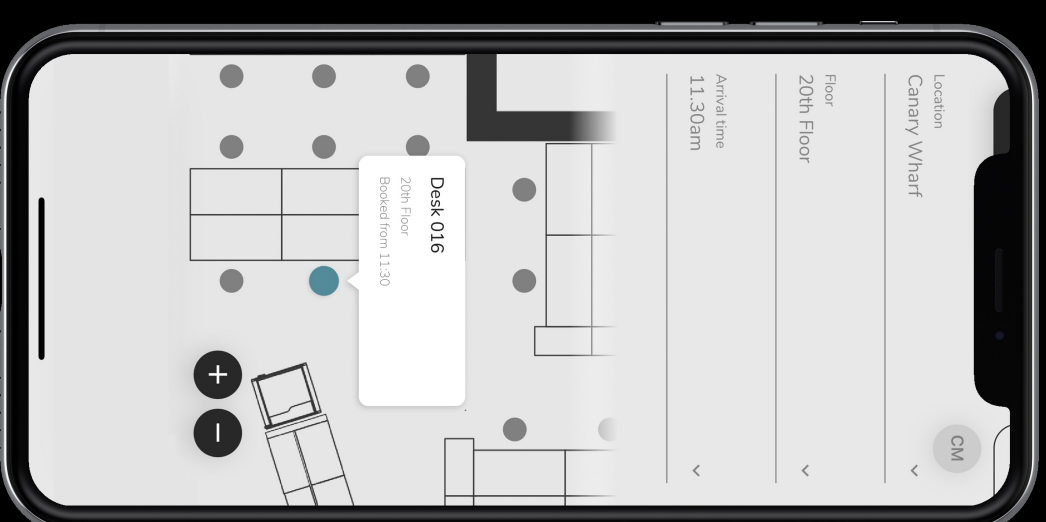 CM
Location
Canary Wharf
Floor
20th Floor
Arrival time
11.30am
Desk 016
20th Floor
Booked from 11:30
+
−